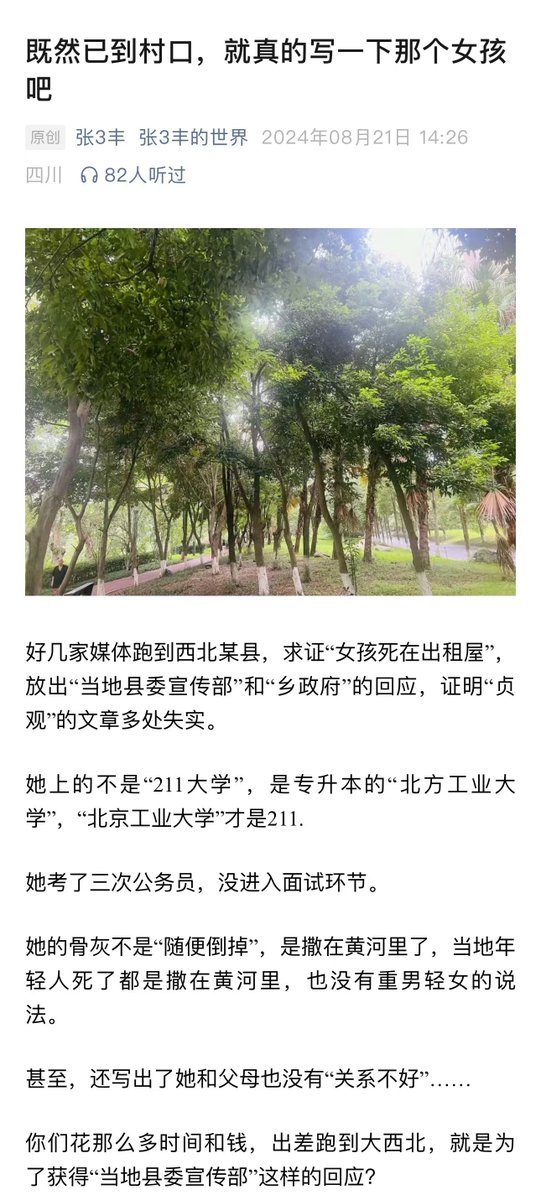 既然已到村口，就真的写一下那个女孩
吧
原创 张3丰 张3丰的世界 2024年08月21日 14:26
四川 82人听过
好几家媒体跑到西北某县，求证“女孩死在出租屋”，
放出“当地县委宣传部”和“乡政府”的回应，证明“贞
观”的文章多处失实。
她上的不是“211大学”，是专升本的“北方工业大
学”，“北京工业大学”才是211.
她考了三次公务员，没进入面试环节。
她的骨灰不是“随便倒掉”，是撒在黄河里了，当地年
轻人死了都是撒在黄河里，也没有重男轻女的说
法。
甚至，还写出了她和父母也没有“关系不好”……
你们花那么多时间和钱，出差跑到大西北，就是为
了获得“当地县委宣传部”这样的回应？